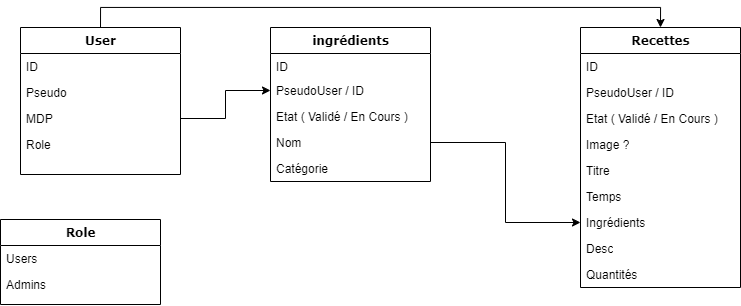 User
ID
Pseudo
MDP
Role
ingrédients
ID
PseudoUser / ID
Etat ( Validé / En Cours )
Nom
Catégorie
Recettes
ID
PseudoUser / ID
Etat ( Validé / En Cours )
Image ?
Titre
Temps
Ingrédients
Desc
Quantités
Role
Users
Admins